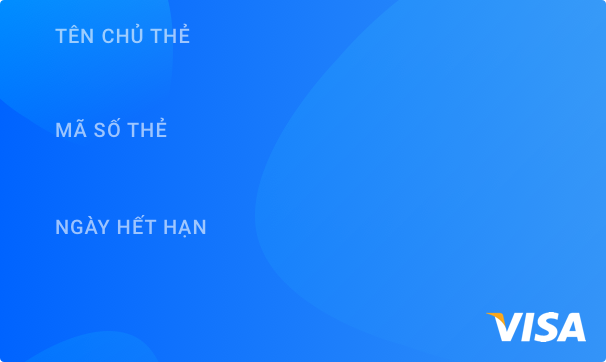 TÊN CHỦ THẺ
MÃ SỐ THẺ
NGÀY HẾT HẠN
VISA